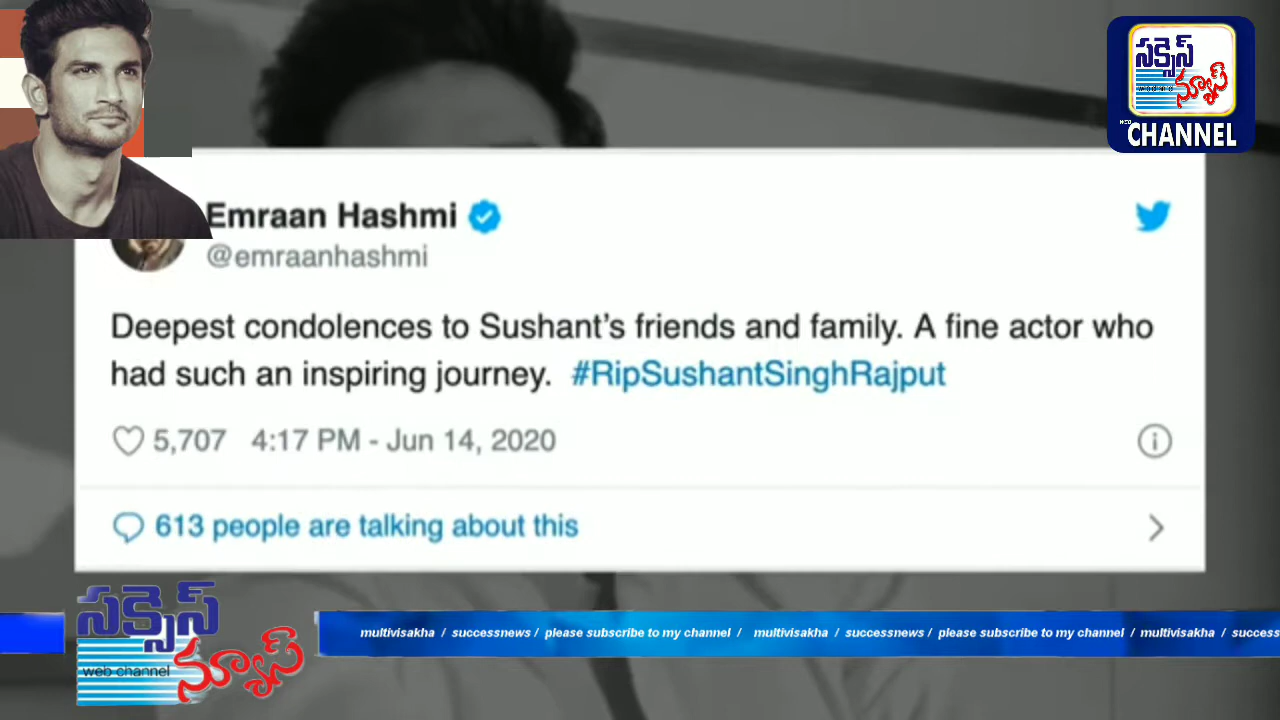 సక్సెస్
న్యూస్
WEB
CHANNEL
Emraan Hashmi
@emraanhashmi
Deepest condolences to Sushant’s friends and family. A fine actor who
had such an inspiring journey. #RipSushantSinghRajput
5,707 4:17 PM - Jun 14, 2020
613 people are talking about this
సక్సెస్
web channel
న్యూస్
multivisakha / successnews / please subscribe to my channel / multivisakha / successnews / please subscribe to my channel / multivisakha / success